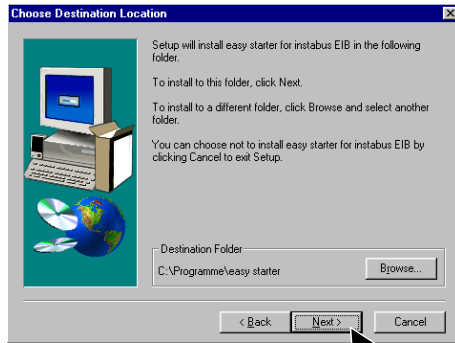 Choose Destination Location
Setup will install easy starter for instabus EIB in the following
folder.
To install to this folder, click Next.
To install to a different folder, click Browse and select another
folder.
You can choose not to install easy starter for instabus EIB by
clicking Cancel to exit Setup.
Destination Folder
C:\Programme\easy starter
Browse...
< Back
Next >
Cancel